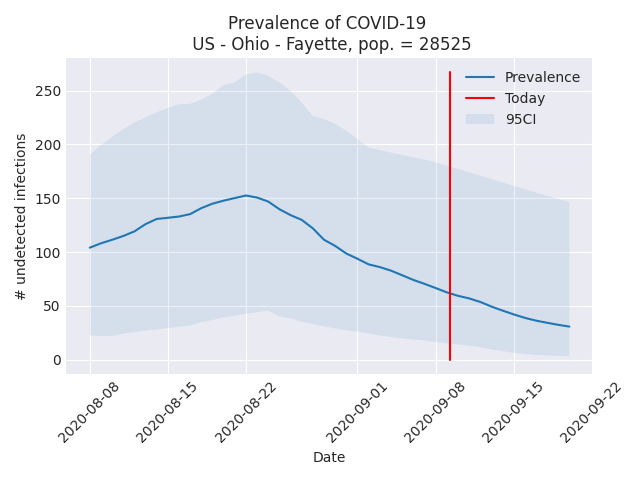 Prevalence of COVID-19
US - Ohio - Fayette, pop. = 28525
Prevalence
Today
95CI
# undetected infections
250
200
150
100
50
0
2020-08-08
2020-08-15
2020-08-22
2020-09-01
2020-09-08
2020-09-15
2020-09-22
Date